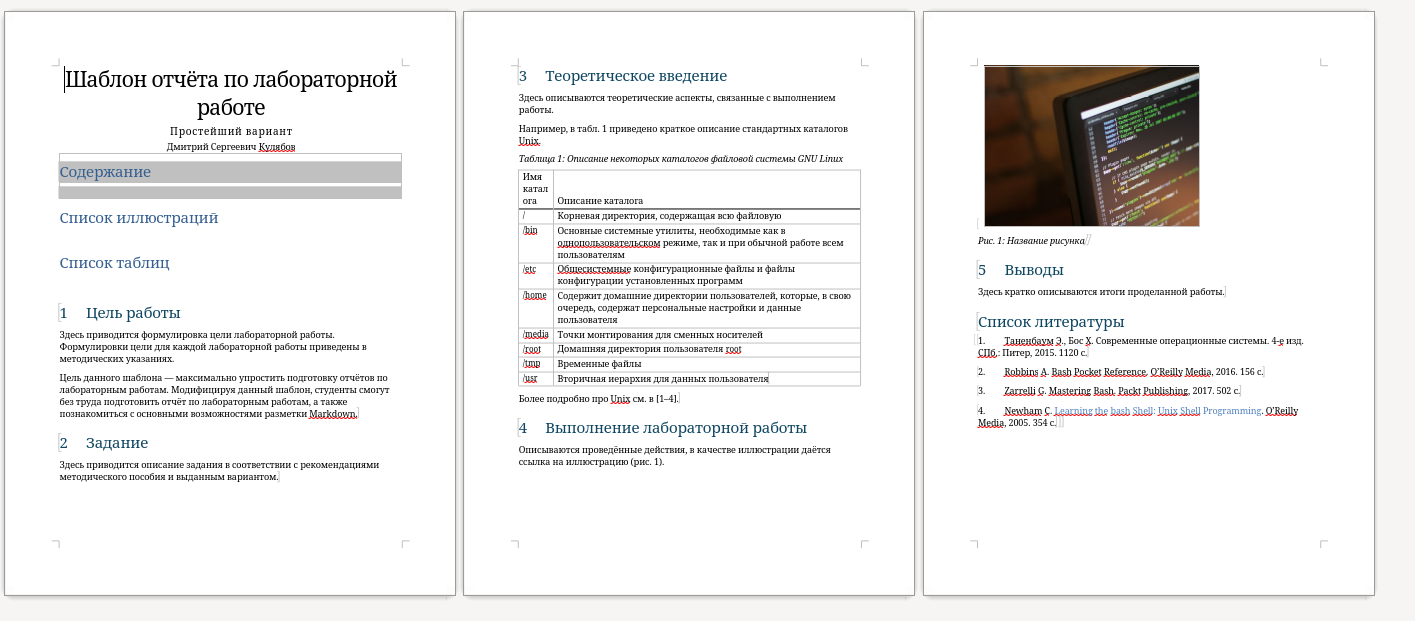 Шаблон отчёта по лабораторной
работе
Простейший вариант
Дмитрий Сергеевич Кулябов
Содержание
Список иллюстраций
Список таблиц
1 Цель работы
Здесь приводится формулировка цели лабораторной работы.
Формулировки цели для каждой лабораторной работы приведены в
методических указаниях.
Цель данного шаблона — максимально упростить подготовку отчётов по
лабораторным работам. Модифицируя данный шаблон, студенты смогут
без труда подготовить отчёт по лабораторным работам, а также
познакомиться с основными возможностями разметки Markdown.
2 Задание
Здесь приводится описание задания в соответствии с рекомендациями
методического пособия и выданным вариантом.
3 Теоретическое введение
Здесь описываются теоретические аспекты, связанные с выполнением
работы.
Например, в табл. 1 приведено краткое описание стандартных каталогов
Unix.
Таблица 1: Описание некоторых каталогов файловой системы GNU Linux
Имя
катал
ога Описание каталога
/ Корневая директория, содержащая всю файловую
/bin Основные системные утилиты, необходимые как в
однопользовательском режиме, так и при обычной работе всем
пользователям
/etc Общесистемные конфигурационные файлы и файлы
конфигурации установленных программ
/home Содержит домашние директории пользователей, которые, в свою
очередь, содержат персональные настройки и данные
пользователя
/media Точки монтирования для сменных носителей
/root Домашняя директория пользователя root
/tmp Временные файлы
/usr Вторичная иерархия для данных пользователя
Более подробно про Unix см. в [1–4].
4 Выполнение лабораторной работы
Описываются проведённые действия, в качестве иллюстрации даётся
ссылка на иллюстрацию (рис. 1).
Рис. 1: Название рисунка
5 Выводы
Здесь кратко описываются итоги проделанной работы.
Список литературы
1. Таненбаум Э., Бос Х. Современные операционные системы. 4-е изд.
СПб.: Питер, 2015. 1120 с.
2. Robbins A. Bash Pocket Reference. O'Reilly Media, 2016. 156 с.
3. Zarrelli G. Mastering Bash. Packt Publishing, 2017. 502 с.
4. Newham C. Learning the bash Shell: Unix Shell Programming. O'Reilly
Media, 2005. 354 с.